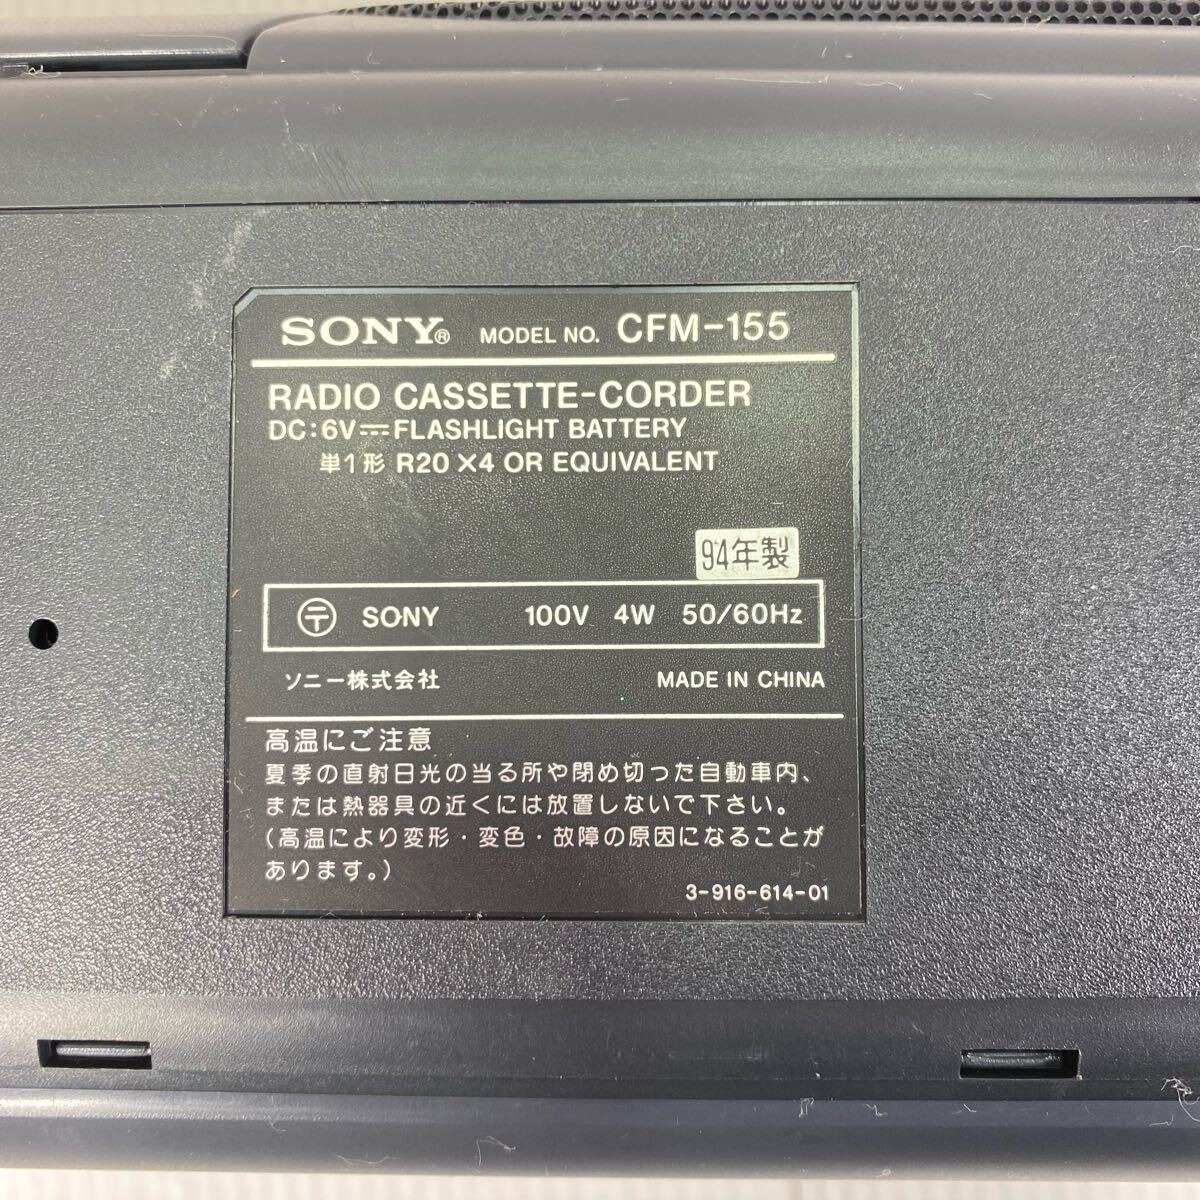 SONY® MODEL NO. CFM-155
RADIO CASSETTE-CORDER
DC:6V⎓FLASHLIGHT BATTERY
単1形 R20 ×4 OR EQUIVALENT
94年製
〶 SONY 100V 4W 50/60Hz
ソニー株式会社 MADE IN CHINA
高温にご注意
夏季の直射日光の当る所や閉め切った自動車内、
または熱器具の近くには放置しないで下さい。
(高温により変形・変色・故障の原因になることが
あります。)
3-916-614-01